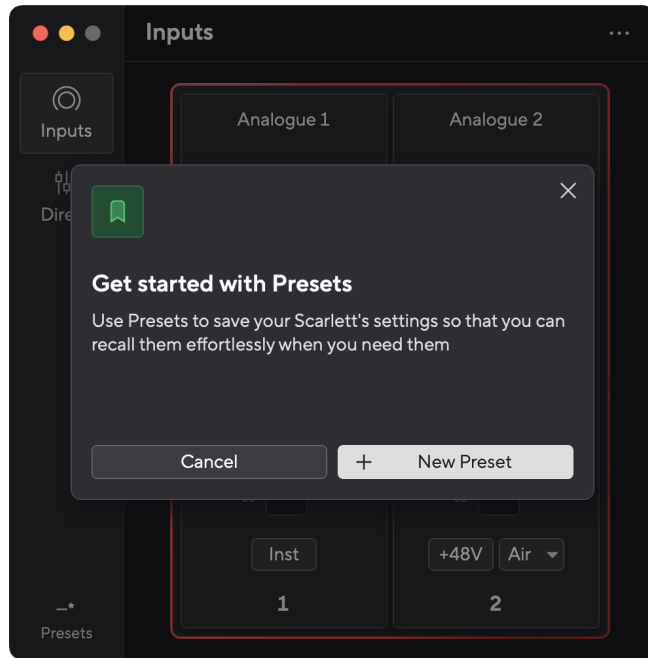 Inputs
Inputs
Analogue 1
Analogue 2
Dire
Get started with Presets
Use Presets to save your Scarlett's settings so that you can
recall them effortlessly when you need them
Cancel
+ New Preset
Inst
+48V
Air
1
2
Presets